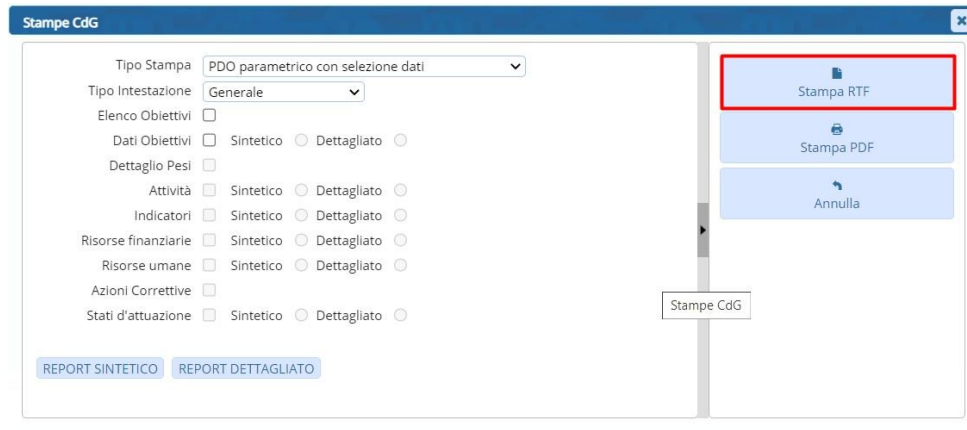 Stampe CdG
Tipo Stampa PDO parametrico con selezione dati
Tipo Intestazione Generale
Elenco Obiettivi
Dati Obiettivi Sintetico Dettagliato
Dettaglio Pesi
Attività Sintetico Dettagliato
Indicatori Sintetico Dettagliato
Risorse finanziarie Sintetico Dettagliato
Risorse umane Sintetico Dettagliato
Azioni Correttive
Stati d'attuazione Sintetico Dettagliato
REPORT SINTETICO REPORT DETTAGLIATO
Stampa RTF
Stampa PDF
Annulla
Stampe CdG